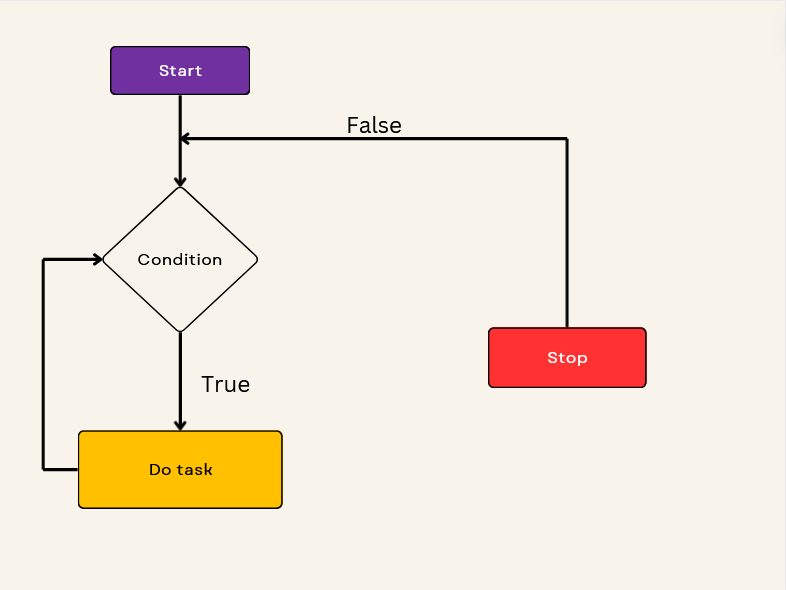 Start
False
Condition
True
Stop
Do task